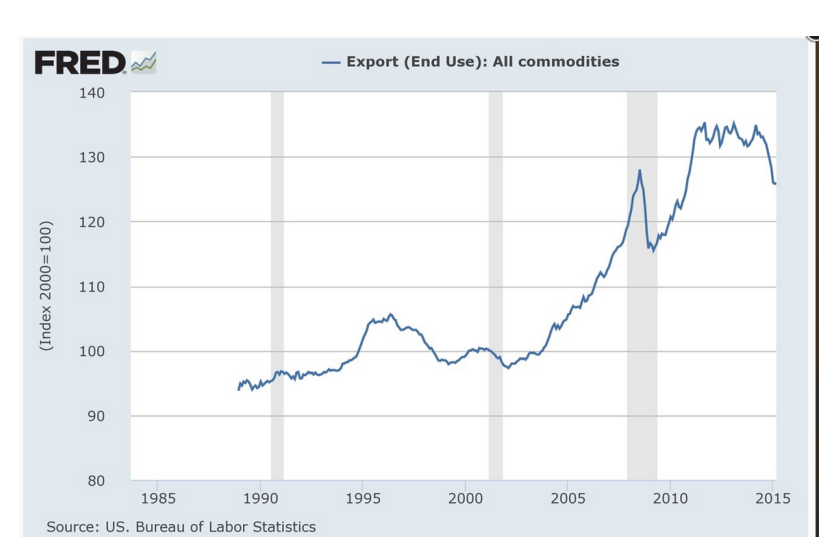 FRED
Export (End Use): All commodities
140
130
120
110
100
90
80
(Index 2000=100)
1985 1990 1995 2000 2005 2010 2015
Source: US. Bureau of Labor Statistics